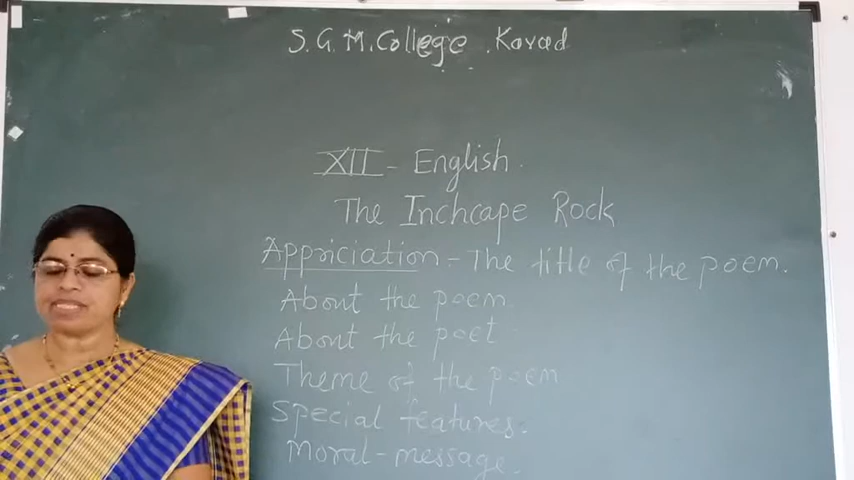 S.G.M.College .Kovad
XII - English.
The Inchcape Rock
Appriciation - The title of the poem.
About the poem
About the poet
Theme of the poem
Special features.
Moral - message.